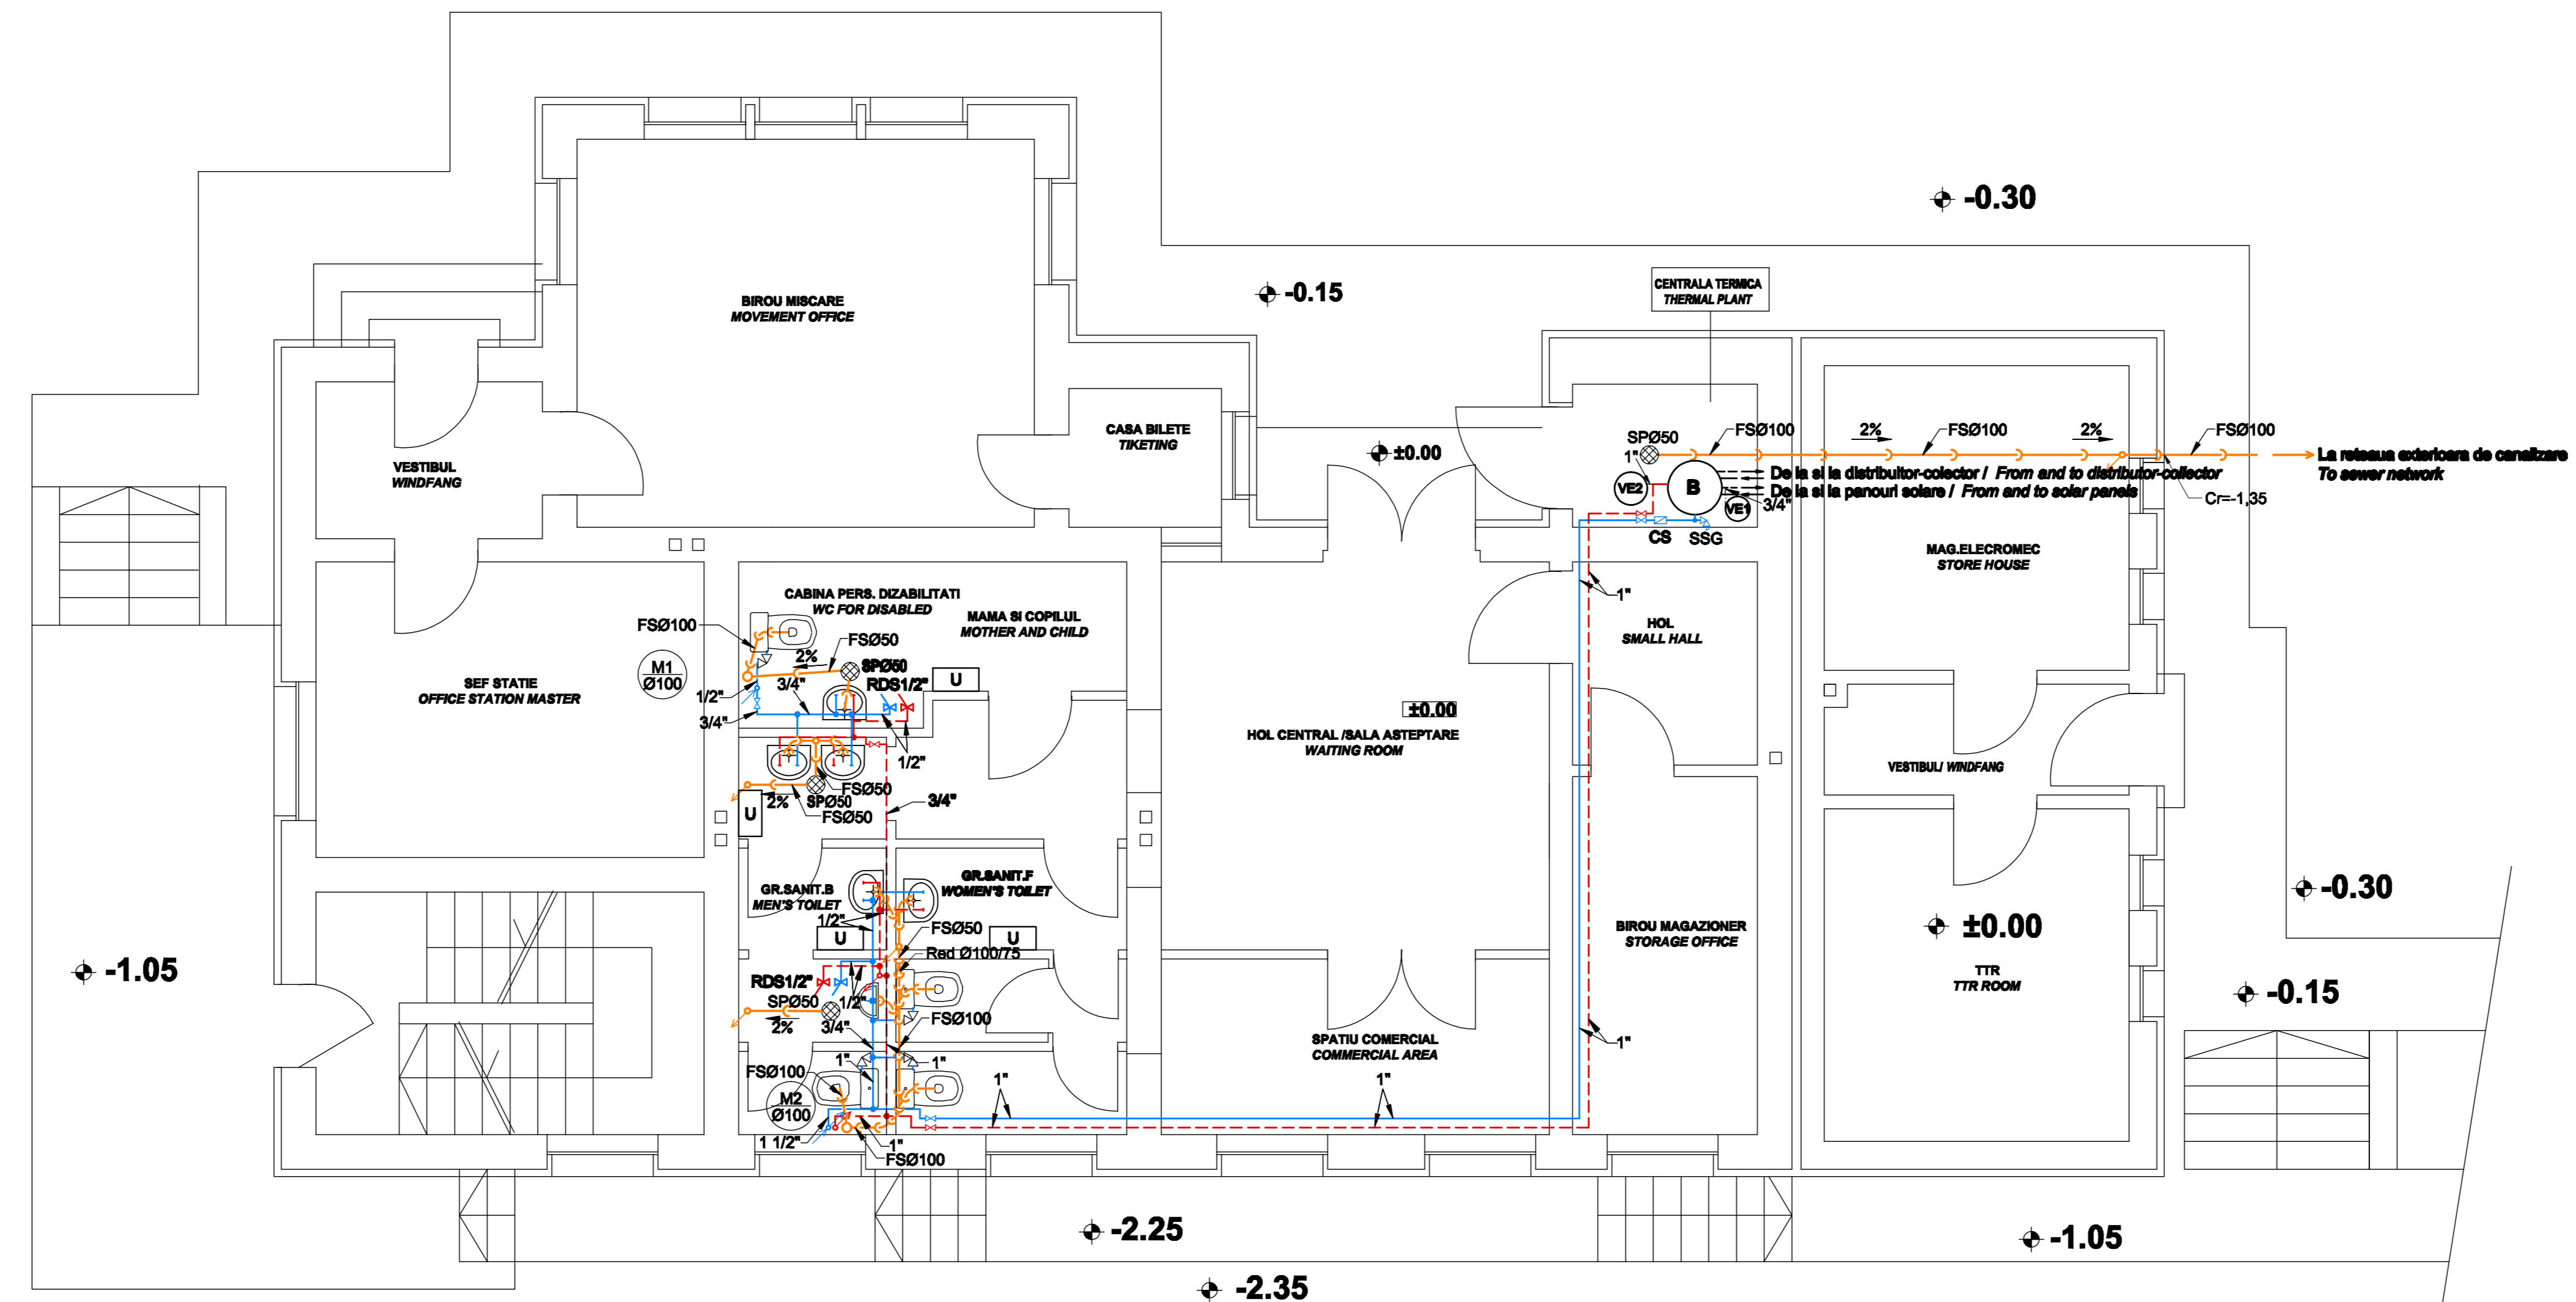 -0.30
-0.15
CENTRALA TERMICA
THERMAL PLANT
BIROU MISCARE
MOVEMENT OFFICE
CASA BILETE
TIKETING
±0.00
VESTIBUL
WINDFANG
SPØ50
1"
FSØ100
2%
FSØ100
2%
FSØ100
La reteaua exterioara de canalizare
To sewer network
De la si la distribuitor-colector / From and to distributor-collector
De la si la panouri solare / From and to solar panels
VE2
B
VE1
3/4"
Cr=-1,35
CS
SSG
MAG.ELECROMEC
STORE HOUSE
CABINA PERS. DIZABILITATI
WC FOR DISABLED
MAMA SI COPILUL
MOTHER AND CHILD
1"
HOL
SMALL HALL
FSØ100
FSØ50
2%
SPØ50
M1
Ø100
SEF STATIE
OFFICE STATION MASTER
1/2"
3/4"
RDS1/2"
U
3/4"
±0.00
HOL CENTRAL /SALA ASTEPTARE
WAITING ROOM
1/2"
VESTIBUL/ WINDFANG
FSØ50
2%
SPØ50
FSØ50
U
3/4"
GR.SANIT.B
MEN'S TOILET
GR.SANIT.F
WOMEN'S TOILET
-0.30
1/2"
U
FSØ50
U
Red Ø100/75
BIROU MAGAZIONER
STORAGE OFFICE
±0.00
TTR
TTR ROOM
-1.05
RDS1/2"
SPØ50
1/2"
2%
3/4"
FSØ100
-0.15
SPATIU COMERCIAL
COMMERCIAL AREA
1"
1"
1"
FSØ100
1"
1"
M2
Ø100
1 1/2"
1"
FSØ100
-2.25
-1.05
-2.35